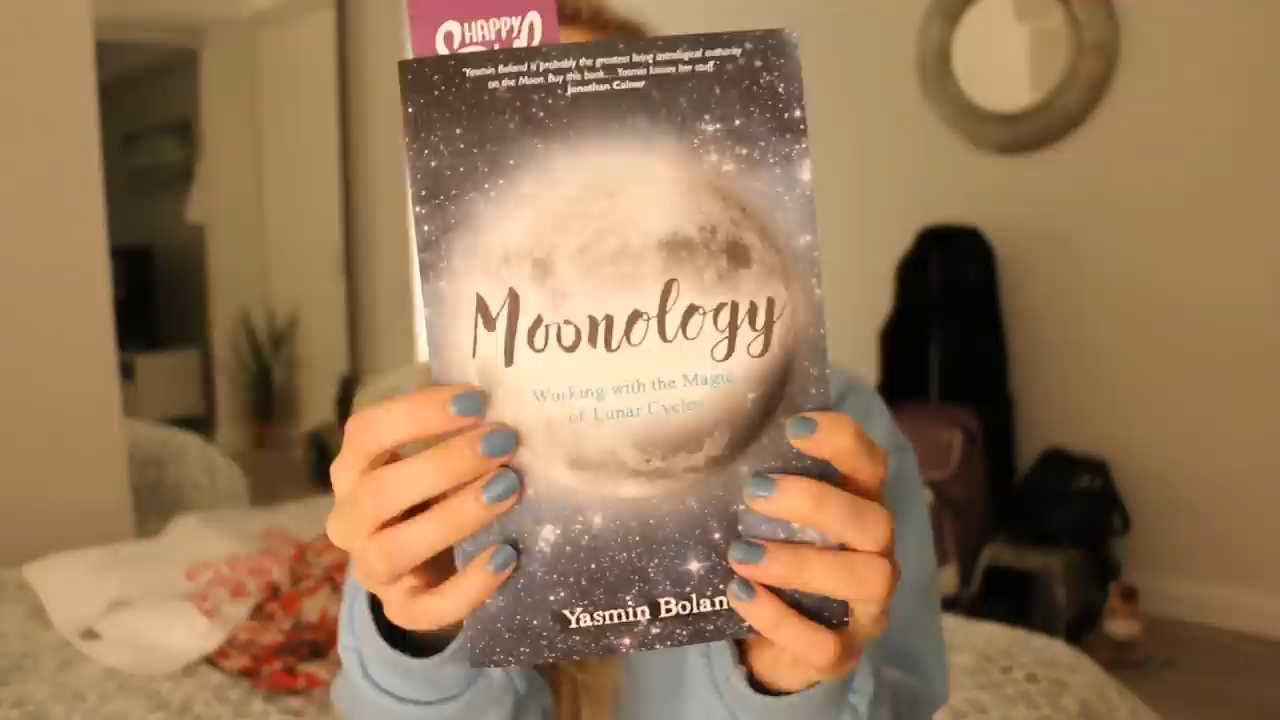 HAPPY
"Yasmin Boland is probably the greatest living astrological authority
on the Moon. Buy this book... Yasmin knows her stuff."
Jonathan Cainer
Moonology
Working with the Magic
of Lunar Cycles
Yasmin Bolan